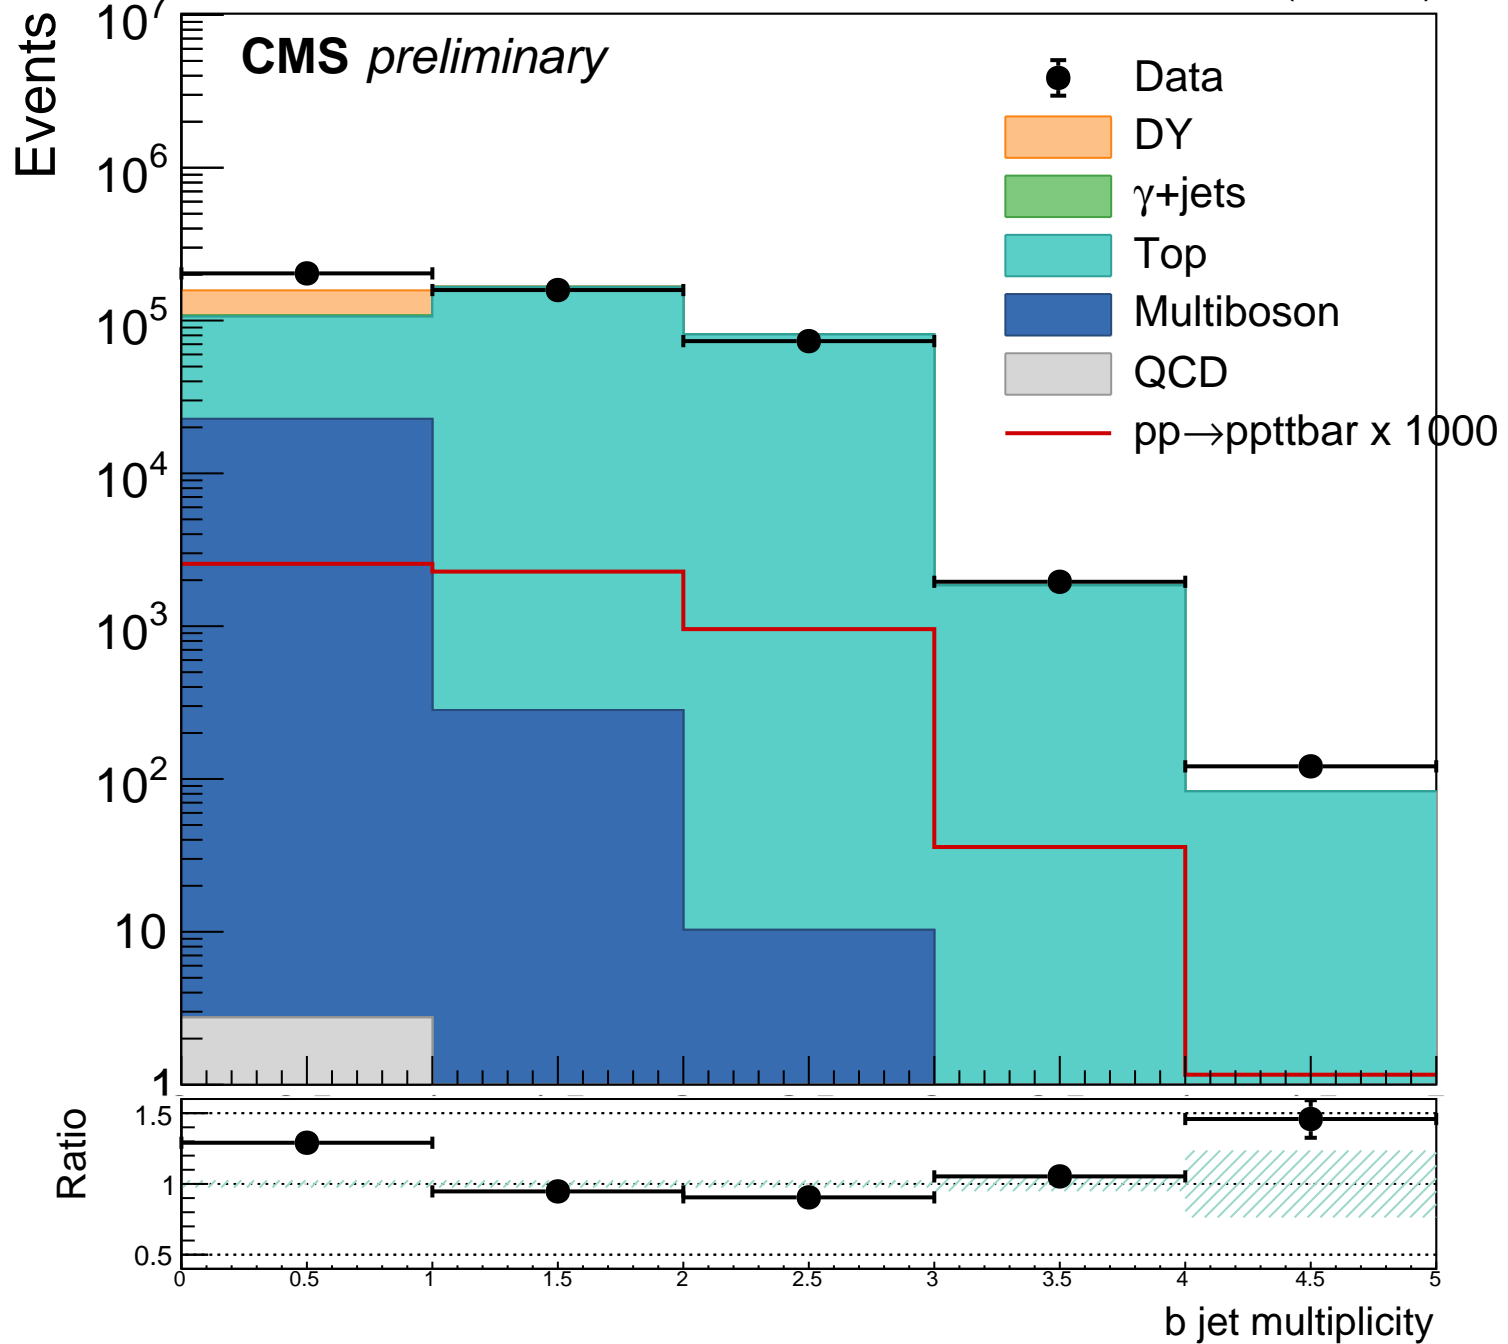 Events
10^7
10^6
10^5
10^4
10^3
10^2
10
1
CMS preliminary
Data
DY
γ+jets
Top
Multiboson
QCD
pp→ppttbar x 1000
Ratio
1.5
1
0.5
0 0.5 1 1.5 2 2.5 3 3.5 4 4.5 5
b jet multiplicity